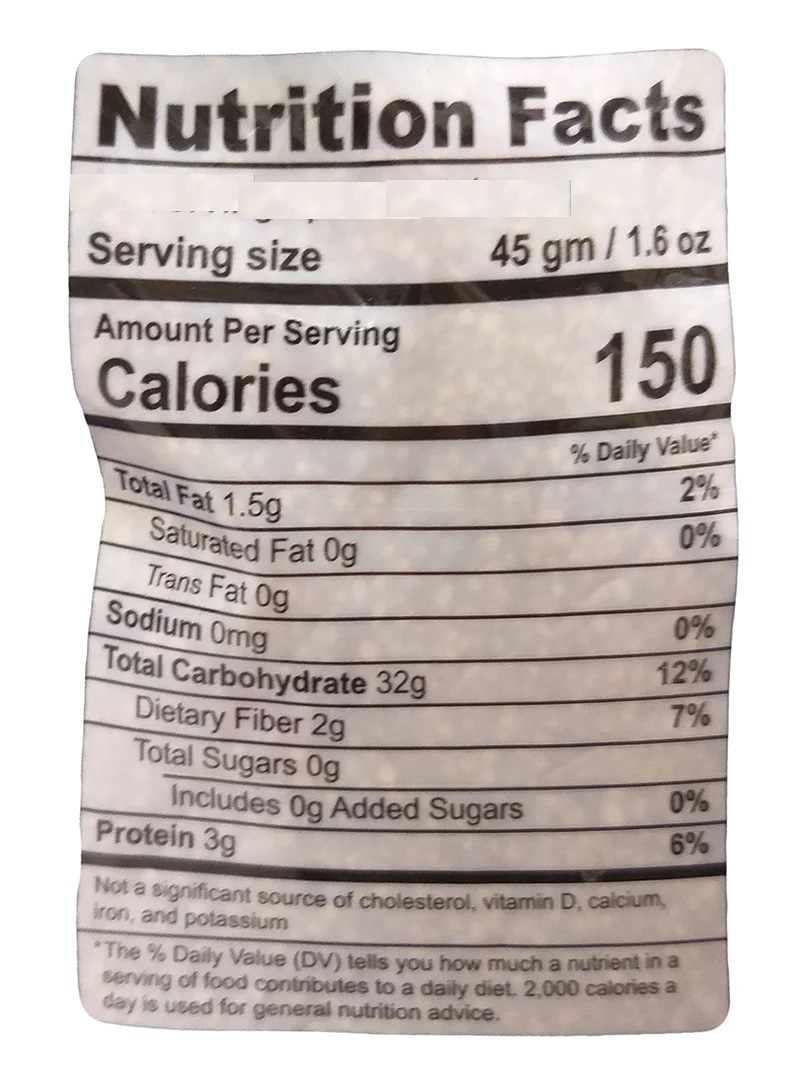 Nutrition Facts
Serving size 45 gm / 1.6 oz
Amount Per Serving
Calories 150
% Daily Value*
Total Fat 1.5g 2%
Saturated Fat 0g 0%
Trans Fat 0g
Sodium 0mg 0%
Total Carbohydrate 32g 12%
Dietary Fiber 2g 7%
Total Sugars 0g
Includes 0g Added Sugars 0%
Protein 3g 6%
Not a significant source of cholesterol, vitamin D, calcium,
iron, and potassium
*The % Daily Value (DV) tells you how much a nutrient in a
serving of food contributes to a daily diet. 2,000 calories a
day is used for general nutrition advice.